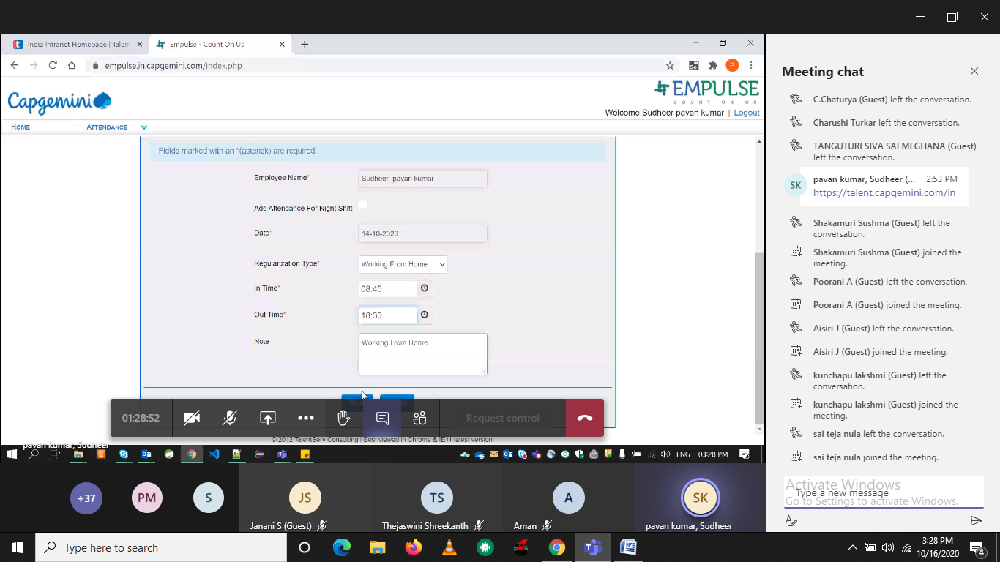 India Intranet Homepage | Talen
Empulse - Count On Us
empulse.in.capgemini.com/index.php
Se
P
Capgemini
EMPULSE
COUNT ON US
Welcome Sudheer pavan kumar | Logout
HOME
ATTENDANCE
Fields marked with an *(asterisk) are required.
Employee Name*
Sudheer pavan kumar
Add Attendance For Night Shift
Date*
14-10-2020
Regularization Type*
Working From Home
In Time*
08:45
Out Time*
18:30
Note
Working From Home
01:28:52
Request control
pavan kumar, Sudheer
© 2012 TalentServ Consulting | Best viewed in Chrome & IE11 latest version.
ENG
03:28 PM
+37
PM
S
JS
Janani S (Guest)
TS
Thejaswini Shreekanth
A
Aman
SK
pavan kumar, Sudheer
Meeting chat
C.Chaturya (Guest) left the conversation.
Charushi Turkar left the conversation.
TANGUTURI SIVA SAI MEGHANA (Guest)
left the conversation.
SK
pavan kumar, Sudheer (... 2:53 PM
https://talent.capgemini.com/in
Shakamuri Sushma (Guest) left the
conversation.
Shakamuri Sushma (Guest) joined the
meeting.
Poorani A (Guest) left the conversation.
Poorani A (Guest) joined the meeting.
Aisiri J (Guest) left the conversation.
Aisiri J (Guest) joined the meeting.
kunchapu lakshmi (Guest) left the
conversation.
kunchapu lakshmi (Guest) joined the
meeting.
sai teja nula left the conversation.
sai teja nula joined the meeting.
Activate Windows
Type a new message
Go to Settings to activate Windows.
Type here to search
3:28 PM
10/16/2020
4